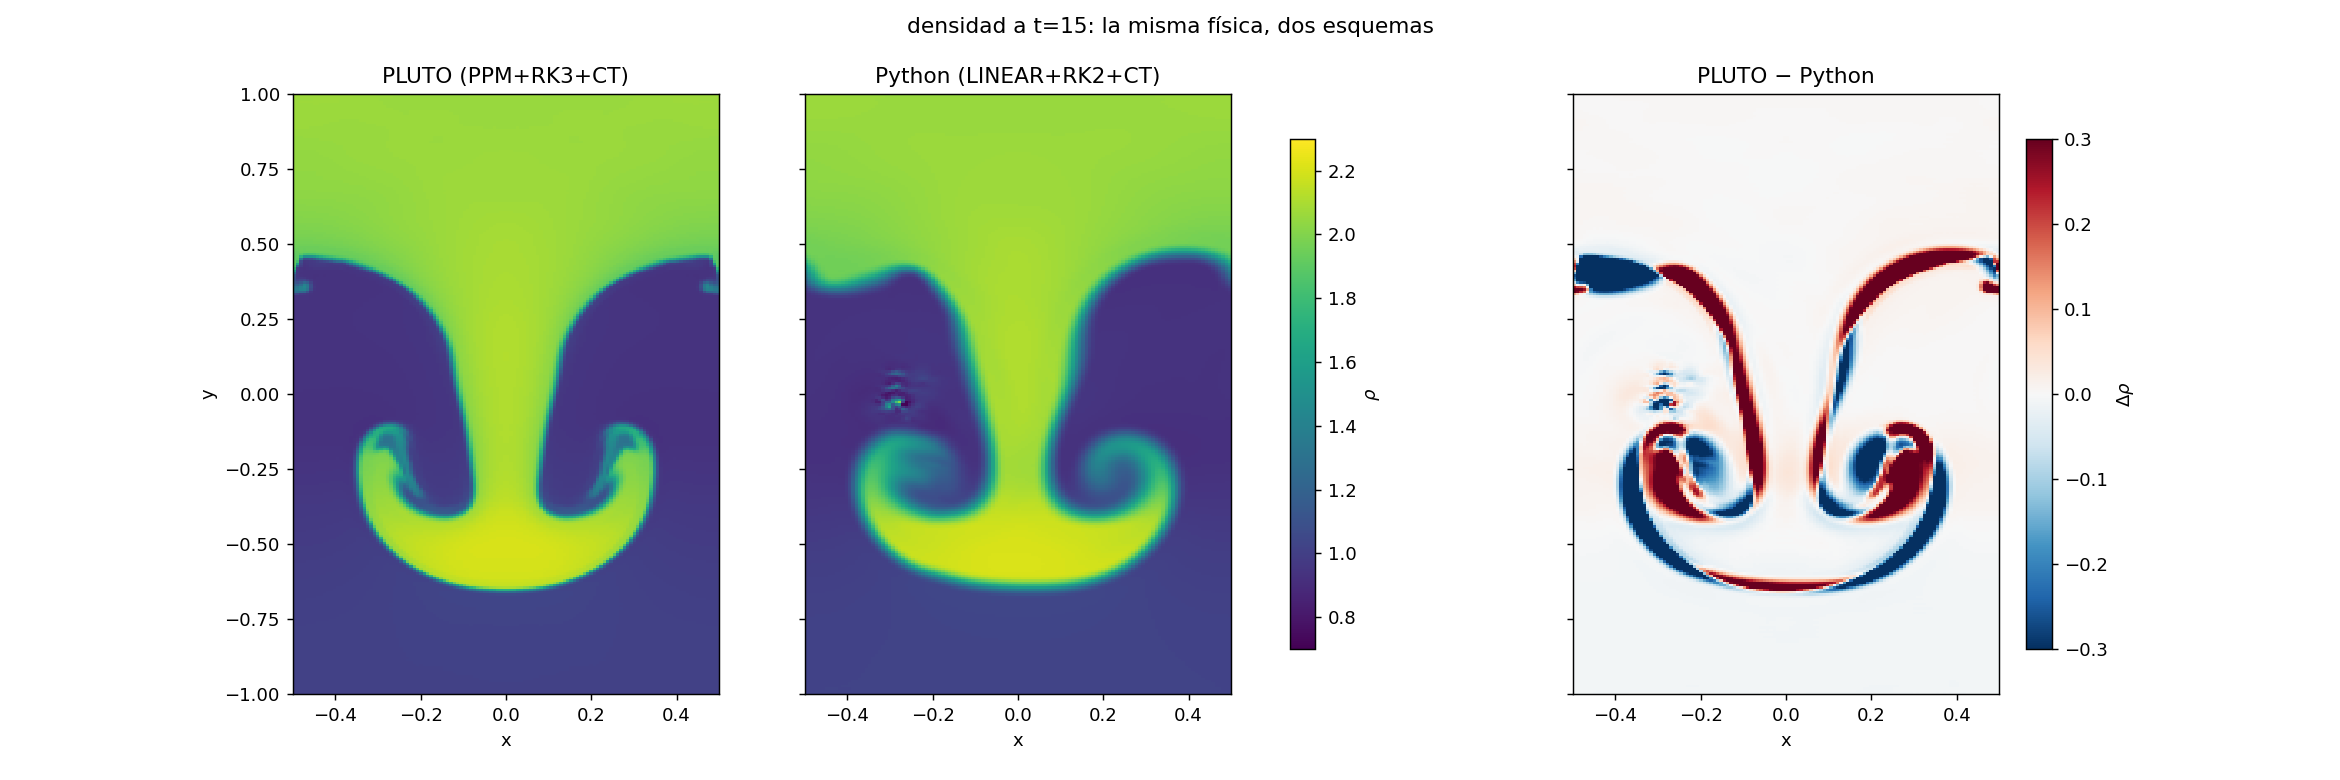 densidad a t=15: la misma física, dos esquemas
PLUTO (PPM+RK3+CT)
Python (LINEAR+RK2+CT)
PLUTO − Python
1.00
0.75
0.50
0.25
0.00
−0.25
−0.50
−0.75
−1.00
y
−0.4 −0.2 0.0 0.2 0.4
x
−0.4 −0.2 0.0 0.2 0.4
x
2.2
2.0
1.8
1.6
1.4
1.2
1.0
0.8
ρ
−0.4 −0.2 0.0 0.2 0.4
x
0.3
0.2
0.1
0.0
−0.1
−0.2
−0.3
Δρ